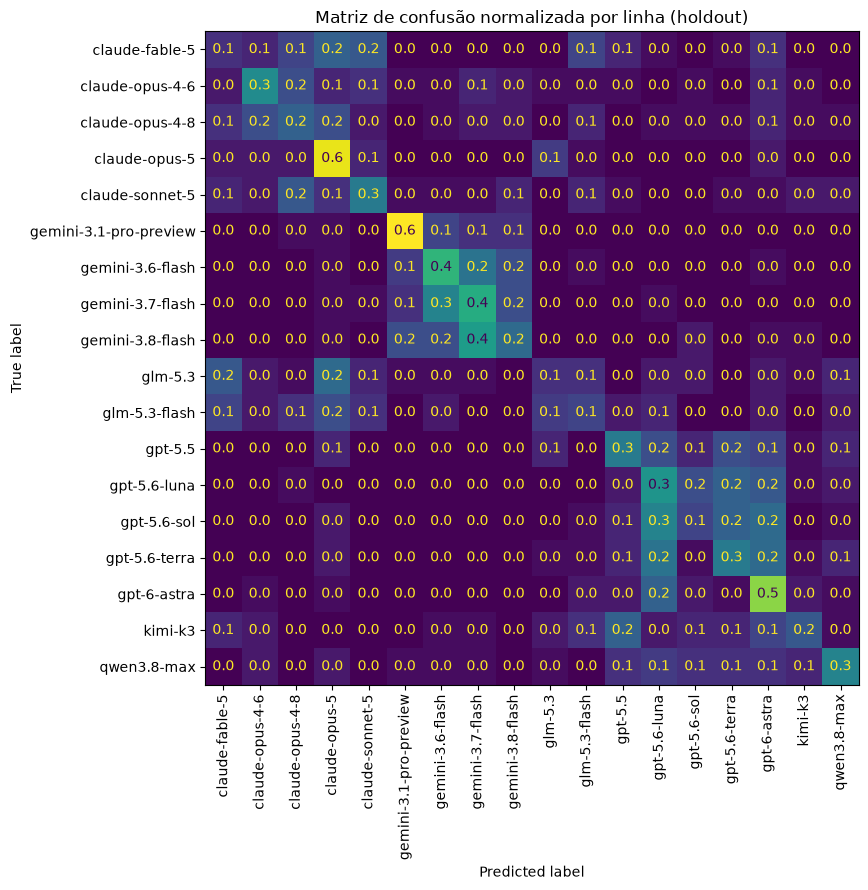 Matriz de confusão normalizada por linha (holdout)
claude-fable-5 0.1 0.1 0.1 0.2 0.2 0.0 0.0 0.0 0.0 0.0 0.1 0.1 0.0 0.0 0.0 0.1 0.0 0.0
claude-opus-4-6 0.0 0.3 0.2 0.1 0.1 0.0 0.0 0.1 0.0 0.0 0.0 0.0 0.0 0.0 0.0 0.1 0.0 0.0
claude-opus-4-8 0.1 0.2 0.2 0.2 0.0 0.0 0.0 0.0 0.0 0.0 0.1 0.0 0.0 0.0 0.0 0.1 0.0 0.0
claude-opus-5 0.0 0.0 0.0 0.6 0.1 0.0 0.0 0.0 0.0 0.1 0.0 0.0 0.0 0.0 0.0 0.0 0.0 0.0
claude-sonnet-5 0.1 0.0 0.2 0.1 0.3 0.0 0.0 0.0 0.1 0.0 0.1 0.0 0.0 0.0 0.0 0.0 0.0 0.0
gemini-3.1-pro-preview 0.0 0.0 0.0 0.0 0.0 0.6 0.1 0.1 0.1 0.0 0.0 0.0 0.0 0.0 0.0 0.0 0.0 0.0
gemini-3.6-flash 0.0 0.0 0.0 0.0 0.0 0.1 0.4 0.2 0.2 0.0 0.0 0.0 0.0 0.0 0.0 0.0 0.0 0.0
gemini-3.7-flash 0.0 0.0 0.0 0.0 0.0 0.1 0.3 0.4 0.2 0.0 0.0 0.0 0.0 0.0 0.0 0.0 0.0 0.0
gemini-3.8-flash 0.0 0.0 0.0 0.0 0.0 0.2 0.2 0.4 0.2 0.0 0.0 0.0 0.0 0.0 0.0 0.0 0.0 0.0
glm-5.3 0.2 0.0 0.0 0.2 0.1 0.0 0.0 0.0 0.0 0.1 0.1 0.0 0.0 0.0 0.0 0.0 0.0 0.1
glm-5.3-flash 0.1 0.0 0.1 0.2 0.1 0.0 0.0 0.0 0.0 0.1 0.1 0.0 0.1 0.0 0.0 0.0 0.0 0.0
gpt-5.5 0.0 0.0 0.0 0.1 0.0 0.0 0.0 0.0 0.0 0.1 0.0 0.3 0.2 0.1 0.2 0.1 0.0 0.1
gpt-5.6-luna 0.0 0.0 0.0 0.0 0.0 0.0 0.0 0.0 0.0 0.0 0.0 0.0 0.3 0.2 0.2 0.2 0.0 0.0
gpt-5.6-sol 0.0 0.0 0.0 0.0 0.0 0.0 0.0 0.0 0.0 0.0 0.0 0.1 0.3 0.1 0.2 0.2 0.0 0.0
gpt-5.6-terra 0.0 0.0 0.0 0.0 0.0 0.0 0.0 0.0 0.0 0.0 0.0 0.1 0.2 0.0 0.3 0.2 0.0 0.1
gpt-6-astra 0.0 0.0 0.0 0.0 0.0 0.0 0.0 0.0 0.0 0.0 0.0 0.0 0.2 0.0 0.0 0.5 0.0 0.0
kimi-k3 0.1 0.0 0.0 0.0 0.0 0.0 0.0 0.0 0.0 0.0 0.1 0.2 0.0 0.1 0.1 0.1 0.2 0.0
qwen3.8-max 0.0 0.0 0.0 0.0 0.0 0.0 0.0 0.0 0.0 0.0 0.0 0.1 0.1 0.1 0.1 0.1 0.1 0.3
True label
claude-fable-5
claude-opus-4-6
claude-opus-4-8
claude-opus-5
claude-sonnet-5
gemini-3.1-pro-preview
gemini-3.6-flash
gemini-3.7-flash
gemini-3.8-flash
glm-5.3
glm-5.3-flash
gpt-5.5
gpt-5.6-luna
gpt-5.6-sol
gpt-5.6-terra
gpt-6-astra
kimi-k3
qwen3.8-max
Predicted label